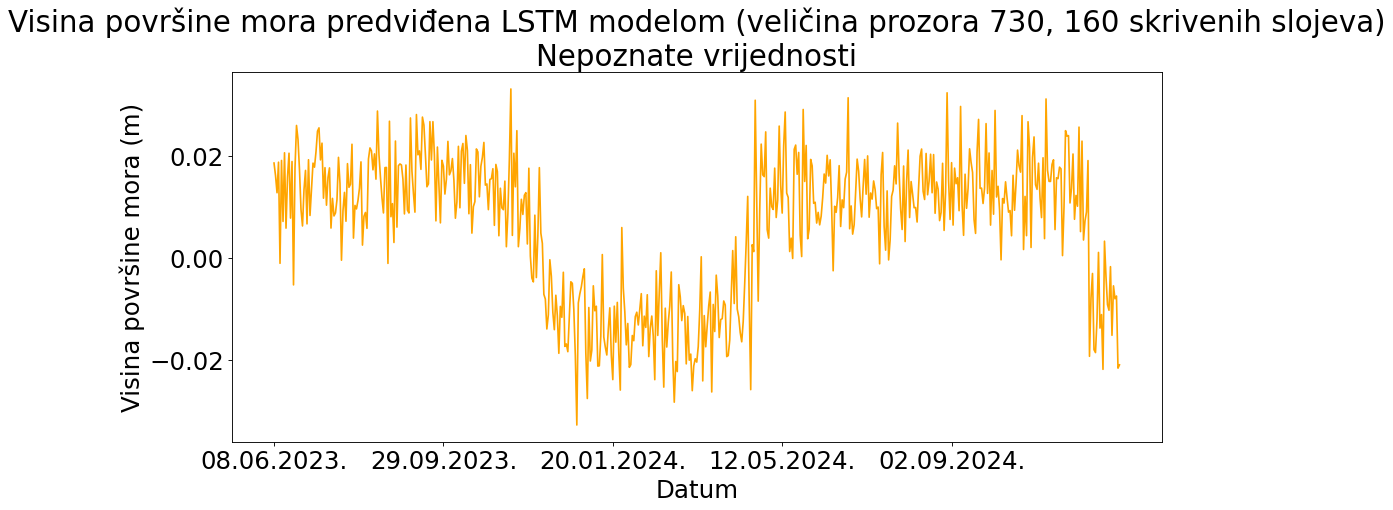 Visina površine mora predviđena LSTM modelom (veličina prozora 730, 160 skrivenih slojeva)
Nepoznate vrijednosti
Visina površine mora (m)
0.02
0.00
−0.02
08.06.2023. 29.09.2023. 20.01.2024. 12.05.2024. 02.09.2024.
Datum